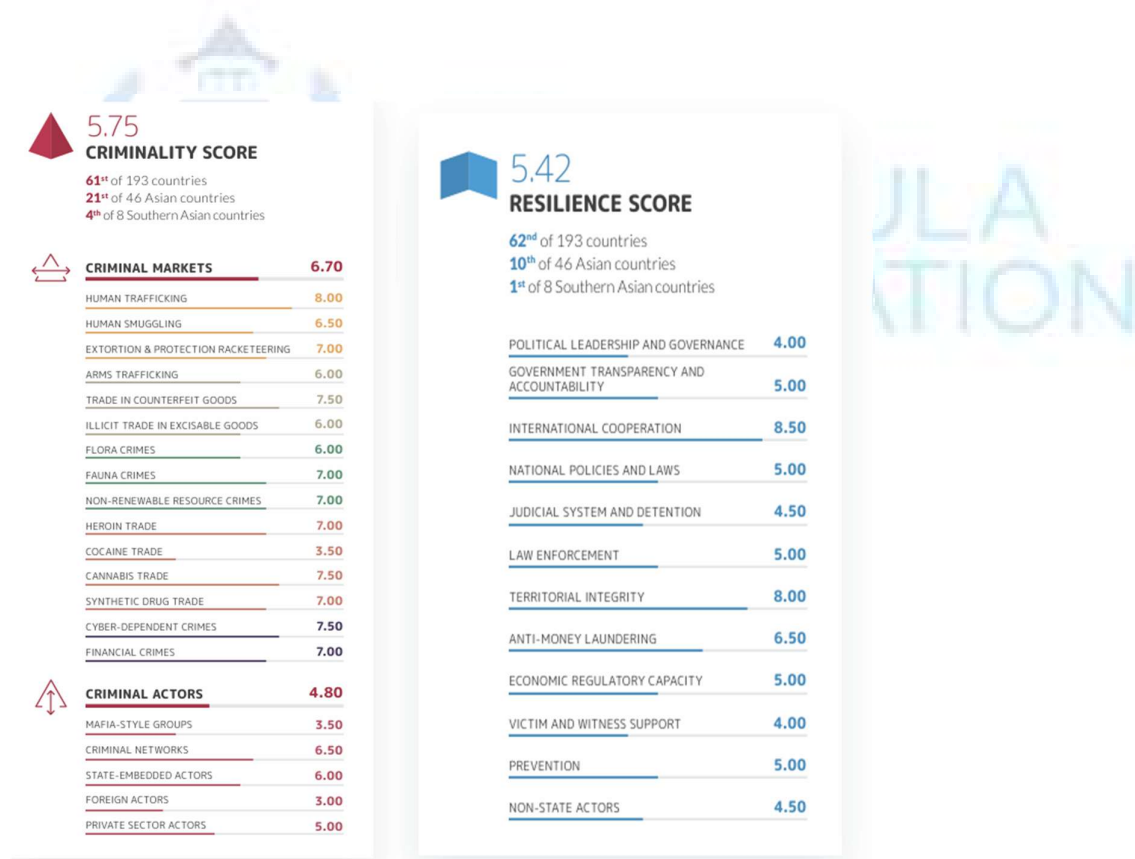 5.75
CRIMINALITY SCORE
61st of 193 countries
21st of 46 Asian countries
4th of 8 Southern Asian countries
CRIMINAL MARKETS 6.70
HUMAN TRAFFICKING 8.00
HUMAN SMUGGLING 6.50
EXTORTION & PROTECTION RACKETEERING 7.00
ARMS TRAFFICKING 6.00
TRADE IN COUNTERFEIT GOODS 7.50
ILLICIT TRADE IN EXCISABLE GOODS 6.00
FLORA CRIMES 6.00
FAUNA CRIMES 7.00
NON-RENEWABLE RESOURCE CRIMES 7.00
HEROIN TRADE 7.00
COCAINE TRADE 3.50
CANNABIS TRADE 7.50
SYNTHETIC DRUG TRADE 7.00
CYBER-DEPENDENT CRIMES 7.50
FINANCIAL CRIMES 7.00
CRIMINAL ACTORS 4.80
MAFIA-STYLE GROUPS 3.50
CRIMINAL NETWORKS 6.50
STATE-EMBEDDED ACTORS 6.00
FOREIGN ACTORS 3.00
PRIVATE SECTOR ACTORS 5.00
5.42
RESILIENCE SCORE
62nd of 193 countries
10th of 46 Asian countries
1st of 8 Southern Asian countries
POLITICAL LEADERSHIP AND GOVERNANCE 4.00
GOVERNMENT TRANSPARENCY AND
ACCOUNTABILITY 5.00
INTERNATIONAL COOPERATION 8.50
NATIONAL POLICIES AND LAWS 5.00
JUDICIAL SYSTEM AND DETENTION 4.50
LAW ENFORCEMENT 5.00
TERRITORIAL INTEGRITY 8.00
ANTI-MONEY LAUNDERING 6.50
ECONOMIC REGULATORY CAPACITY 5.00
VICTIM AND WITNESS SUPPORT 4.00
PREVENTION 5.00
NON-STATE ACTORS 4.50